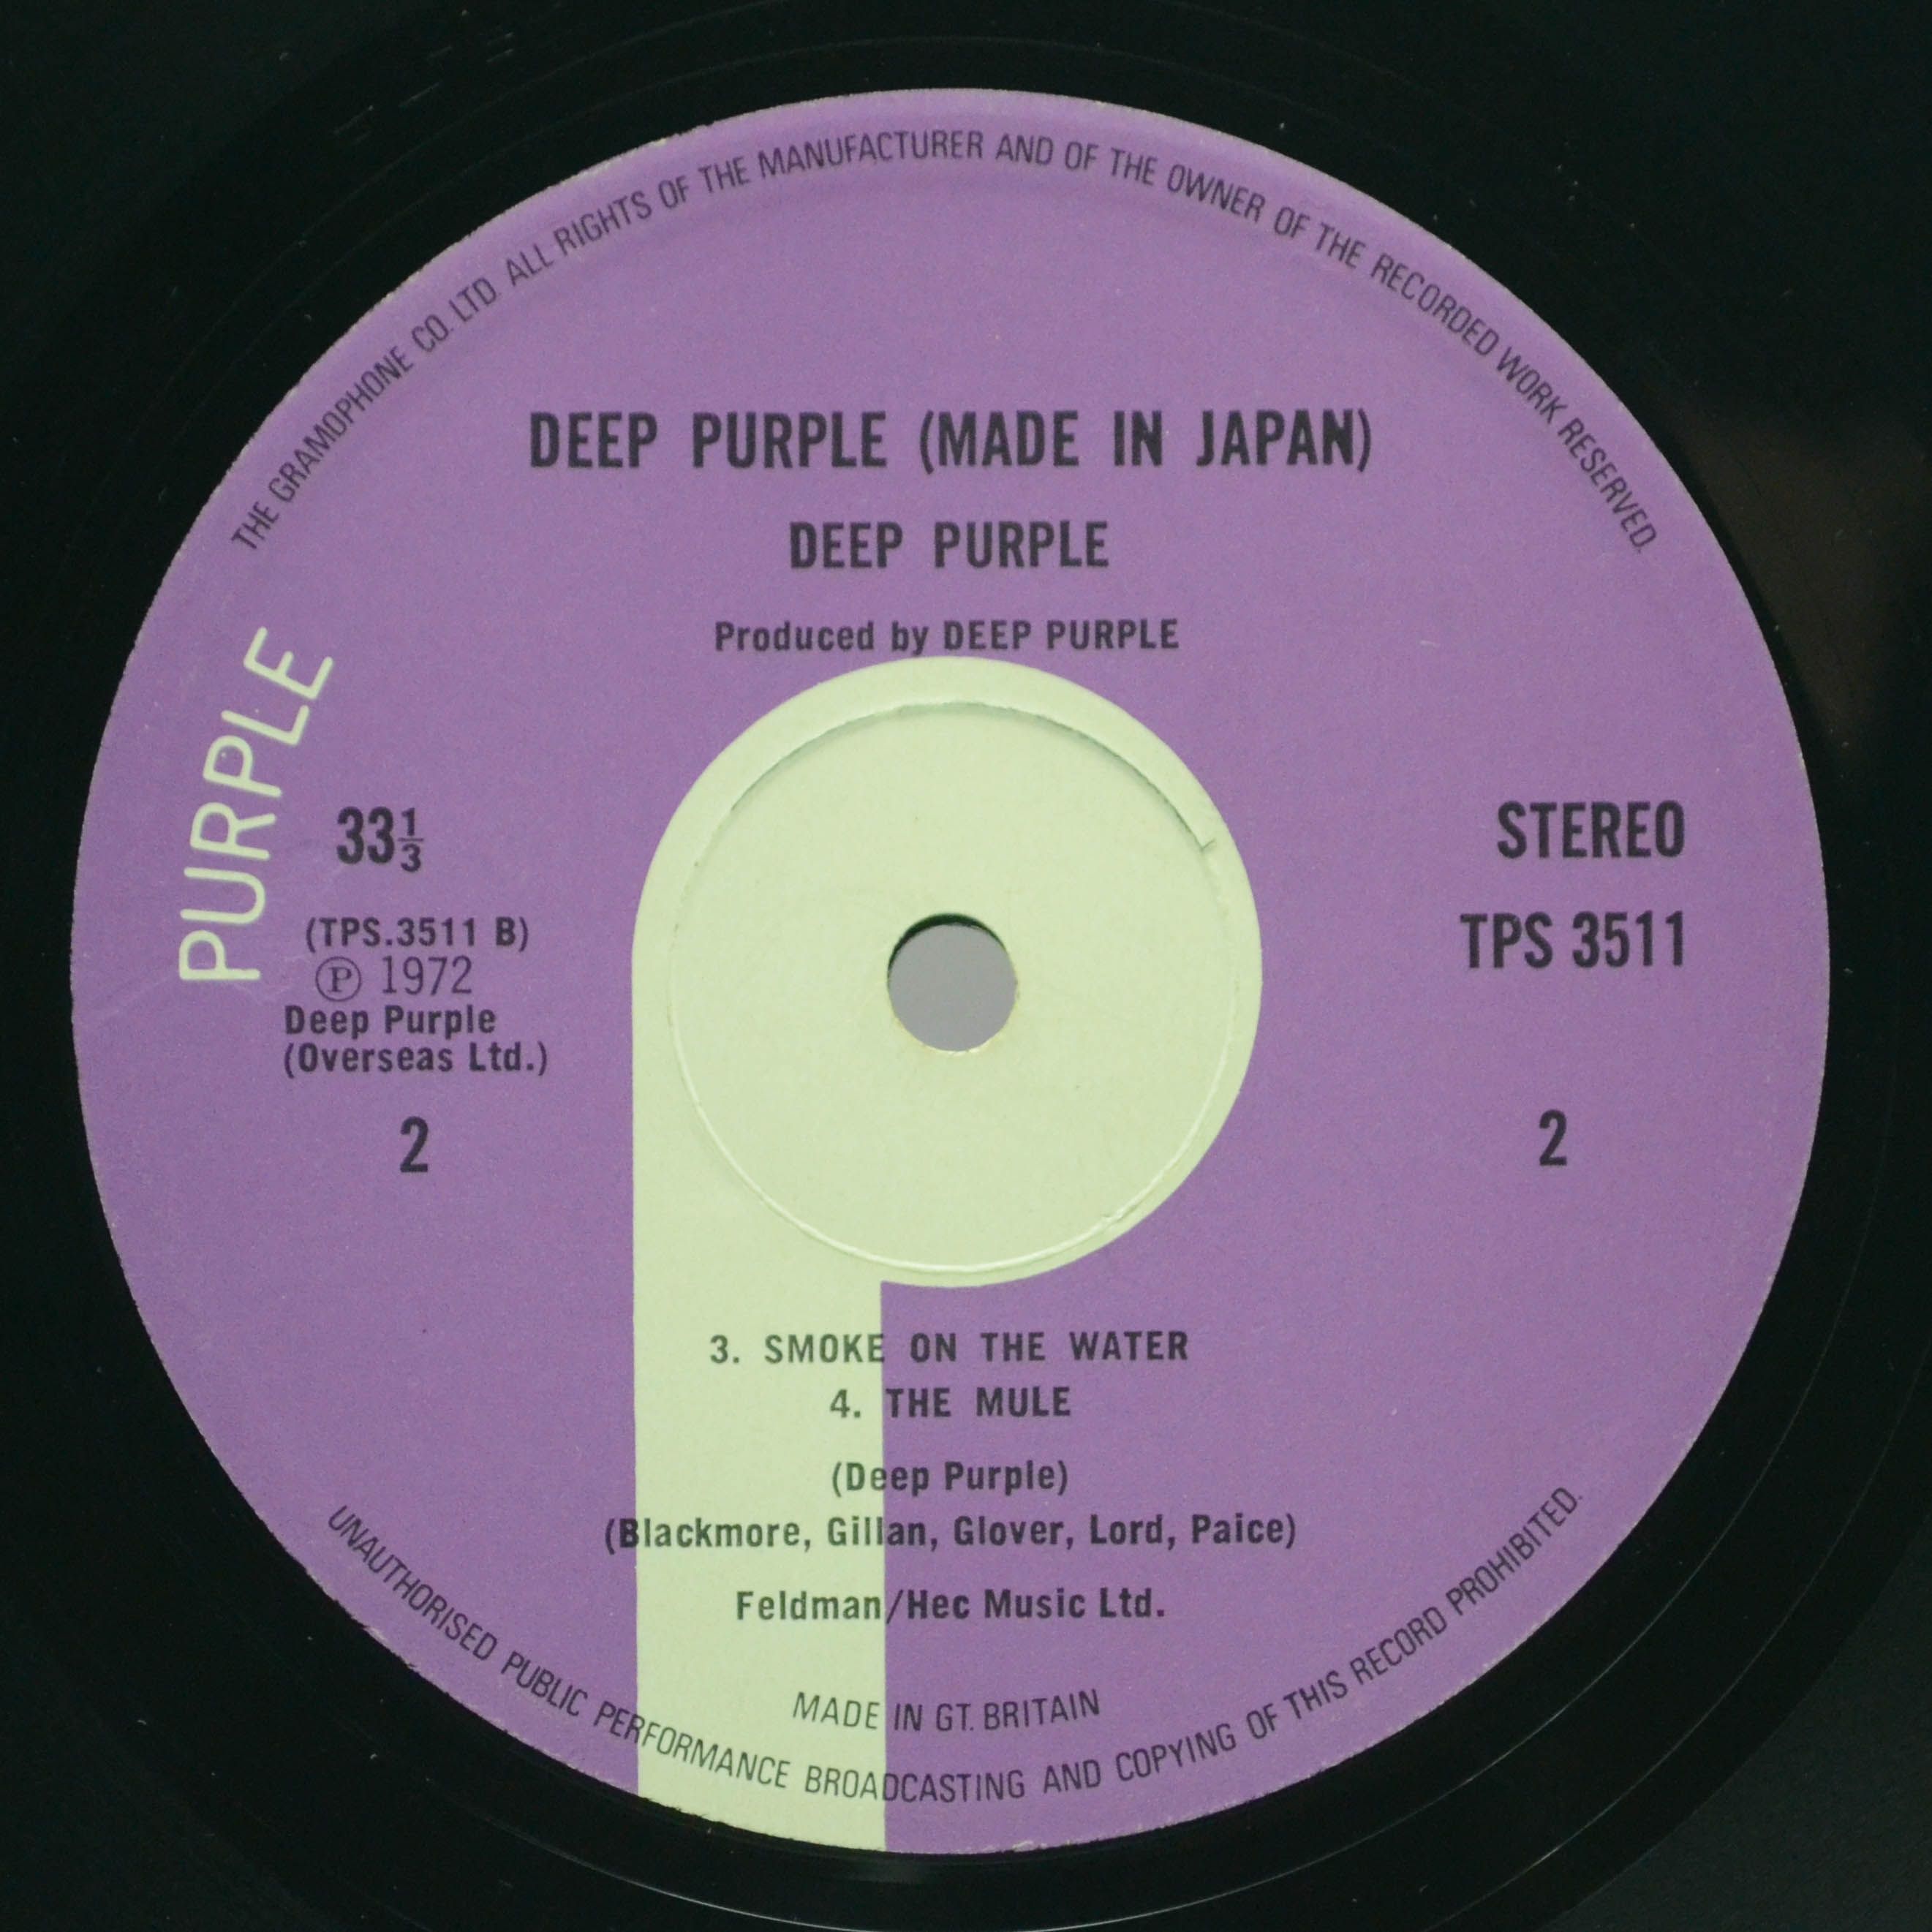 THE GRAMOPHONE CO. LTD. ALL RIGHTS OF THE MANUFACTURER AND OF THE OWNER OF THE RECORDED WORK RESERVED.
DEEP PURPLE (MADE IN JAPAN)
DEEP PURPLE
Produced by DEEP PURPLE
PURPLE
33⅓
(TPS.3511 B)
Ⓟ 1972
Deep Purple
(Overseas Ltd.)
2
STEREO
TPS 3511
2
3. SMOKE ON THE WATER
4. THE MULE
(Deep Purple)
(Blackmore, Gillan, Glover, Lord, Paice)
Feldman/Hec Music Ltd.
MADE IN GT. BRITAIN
UNAUTHORISED PUBLIC PERFORMANCE BROADCASTING AND COPYING OF THIS RECORD PROHIBITED.